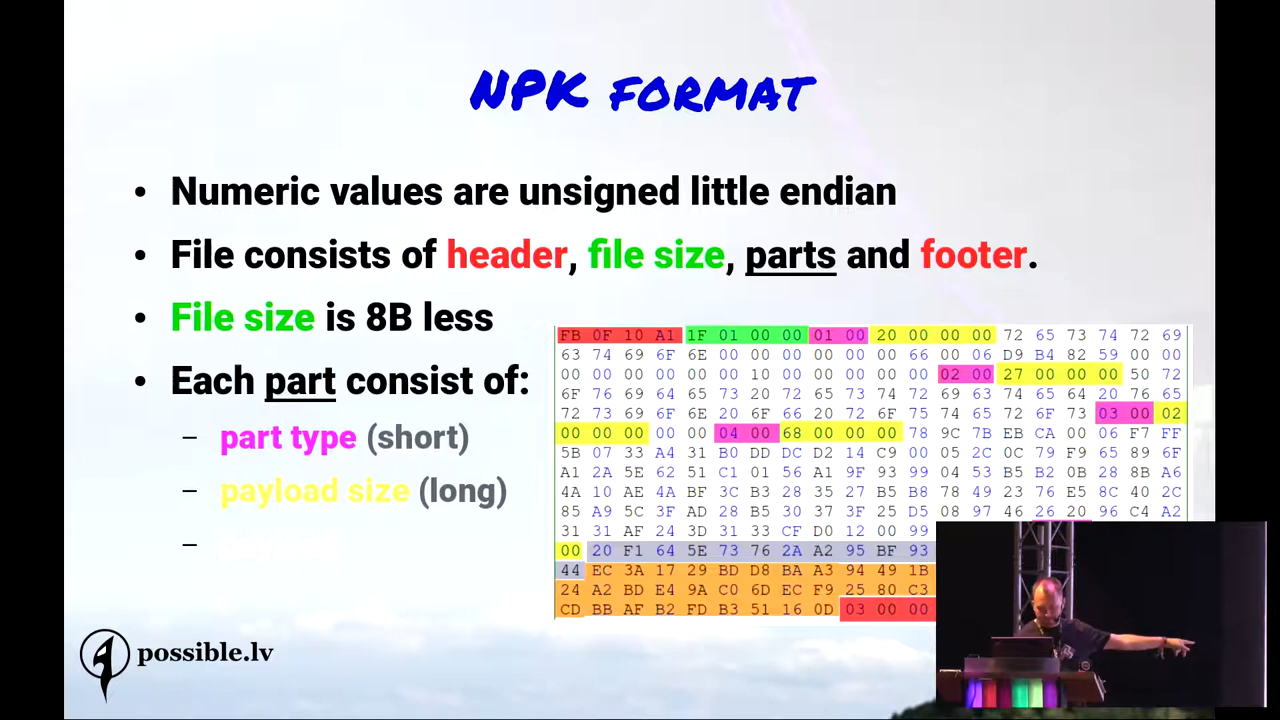 NPK FORMAT
• Numeric values are unsigned little endian
• File consists of header, file size, parts and footer.
• File size is 8B less
• Each part consist of:
– part type (short)
– payload size (long)
–
FB 0F 10 A1 1F 01 00 00 01 00 20 00 00 00 72 65 73 74 72 69
63 74 69 6F 6E 00 00 00 00 00 00 66 00 06 D9 B4 82 59 00 00
00 00 00 00 00 10 00 00 00 00 00 00 02 00 27 00 00 00 50 72
6F 76 69 64 65 73 20 72 65 73 74 72 69 63 74 65 64 20 76 65
72 73 69 6F 6E 20 6F 66 20 72 6F 75 74 65 72 6F 73 03 00 02
00 00 00 00 00 04 00 68 00 00 00 78 9C 7B EB CA 00 06 F7 FF
5B 07 33 A4 31 B0 DD DC D2 14 C9 00 05 2C 0C 79 F9 65 89 6F
A1 2A 5E 62 51 C1 01 56 A1 9F 93 99 04 53 B5 B2 0B 28 8B A6
4A 10 AE 4A BF 3C B3 28 35 27 B5 B8 78 49 23 76 E5 8C 40 2C
85 A9 5C 3F AD 28 B5 30 37 3F 25 D5 08 97 46 26 20 96 C4 A2
31 31 AF 24 3D 31 33 CF D0 12 00 99
00 20 F1 64 5E 73 76 2A A2 95 BF 93
44 EC 3A 17 29 BD D8 BA A3 94 49 1B
24 A2 BD E4 9A C0 6D EC F9 25 80 C3
CD BB AF B2 FD B3 51 16 0D 03 00 00
possible.lv